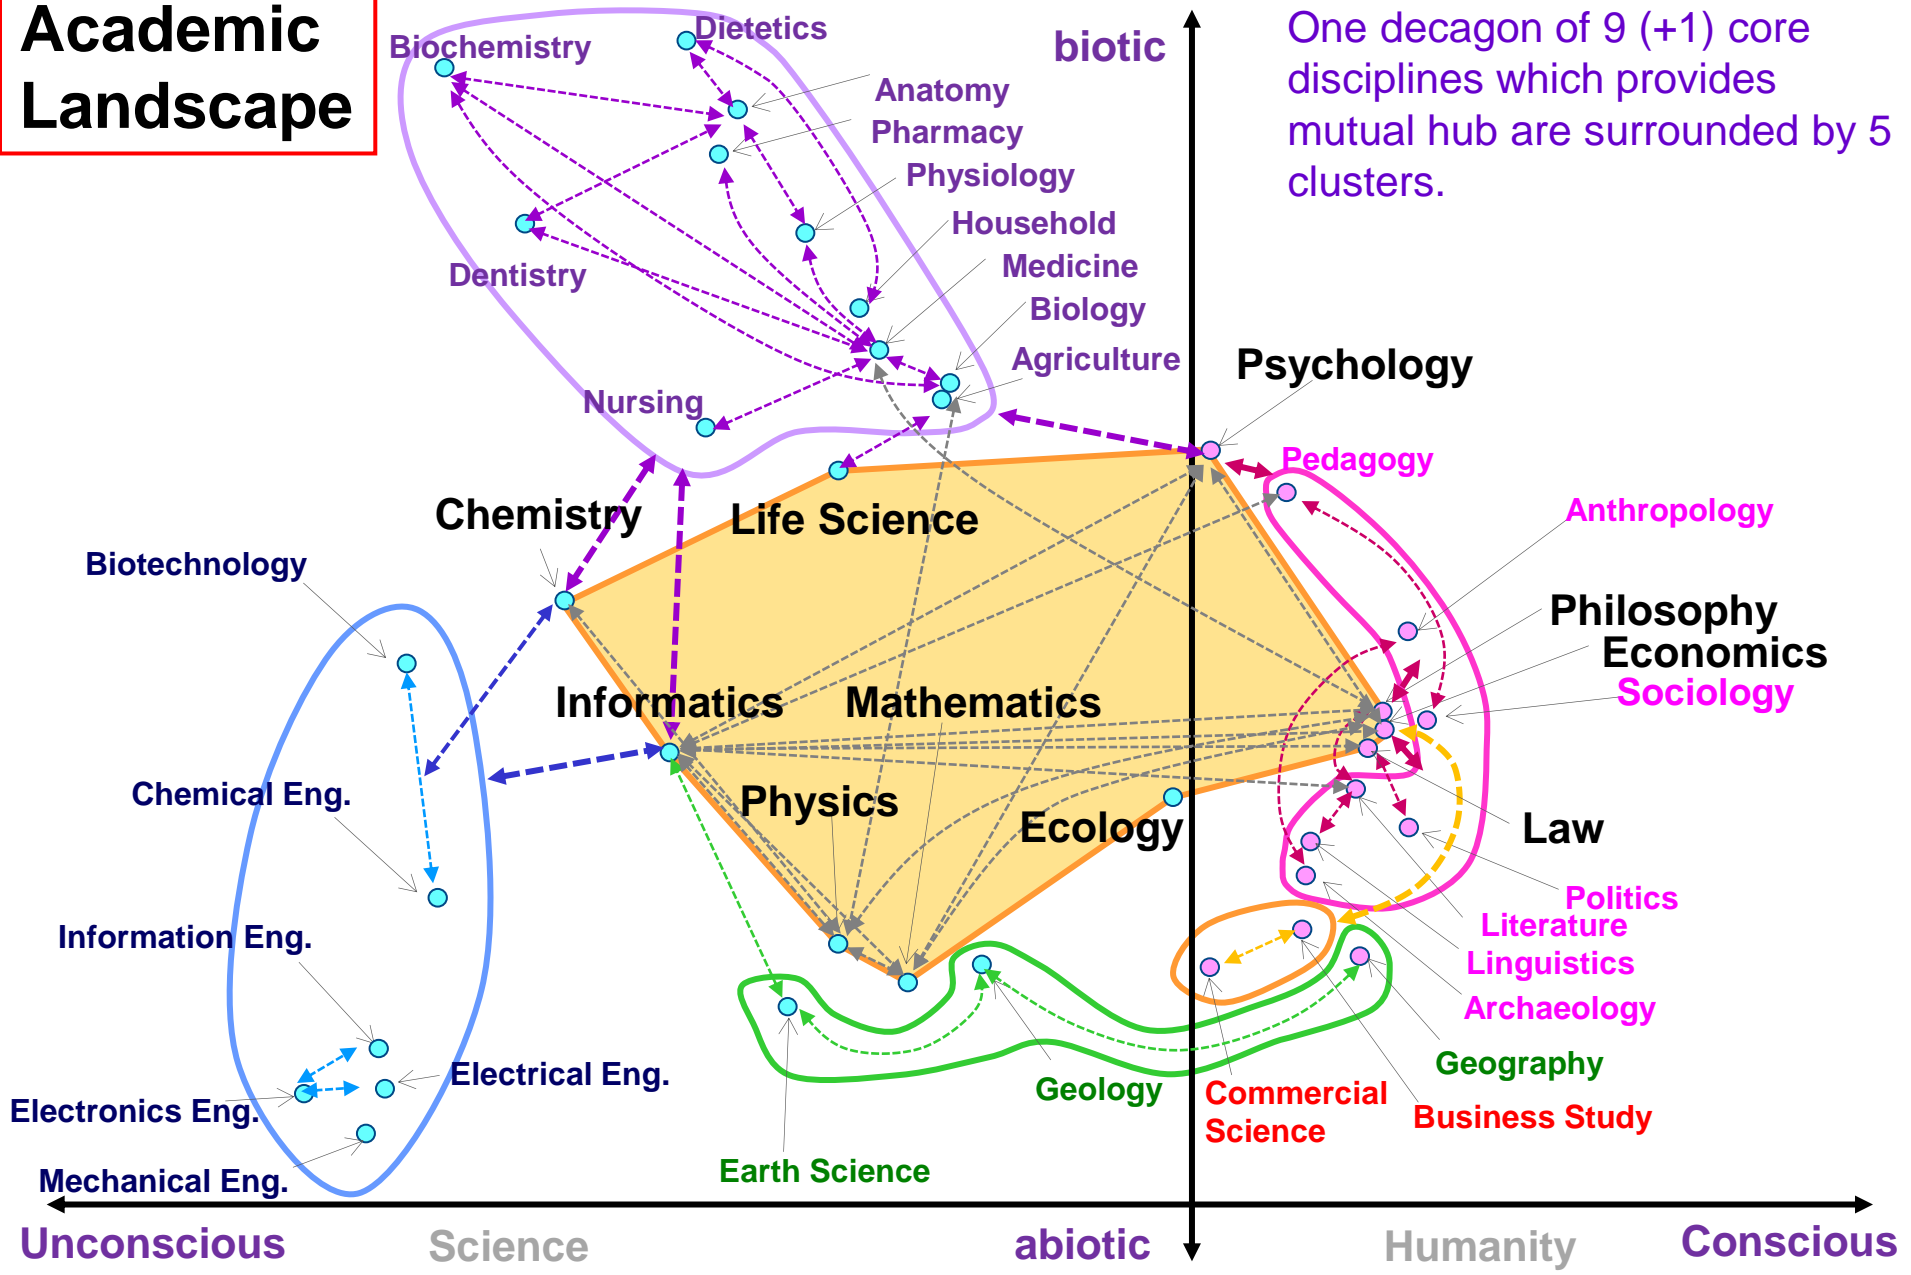 Academic
Landscape
Biochemistry
Dietetics
biotic
One decagon of 9 (+1) core
disciplines which provides
mutual hub are surrounded by 5
clusters.
Anatomy
Pharmacy
Physiology
Household
Medicine
Dentistry
Biology
Agriculture
Psychology
Nursing
Pedagogy
Chemistry
Life Science
Anthropology
Biotechnology
Philosophy
Economics
Sociology
Informatics
Mathematics
Chemical Eng.
Physics
Ecology
Law
Politics
Literature
Information Eng.
Linguistics
Archaeology
Geography
Electrical Eng.
Geology
Commercial
Science
Electronics Eng.
Business Study
Earth Science
Mechanical Eng.
Unconscious
Science
abiotic
Humanity
Conscious